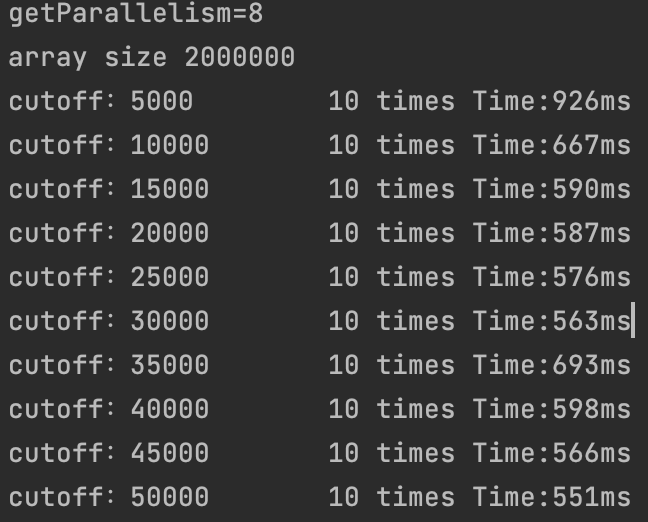 getParallelism=8
array size 2000000
cutoff: 5000 10 times Time:926ms
cutoff: 10000 10 times Time:667ms
cutoff: 15000 10 times Time:590ms
cutoff: 20000 10 times Time:587ms
cutoff: 25000 10 times Time:576ms
cutoff: 30000 10 times Time:563ms
cutoff: 35000 10 times Time:693ms
cutoff: 40000 10 times Time:598ms
cutoff: 45000 10 times Time:566ms
cutoff: 50000 10 times Time:551ms